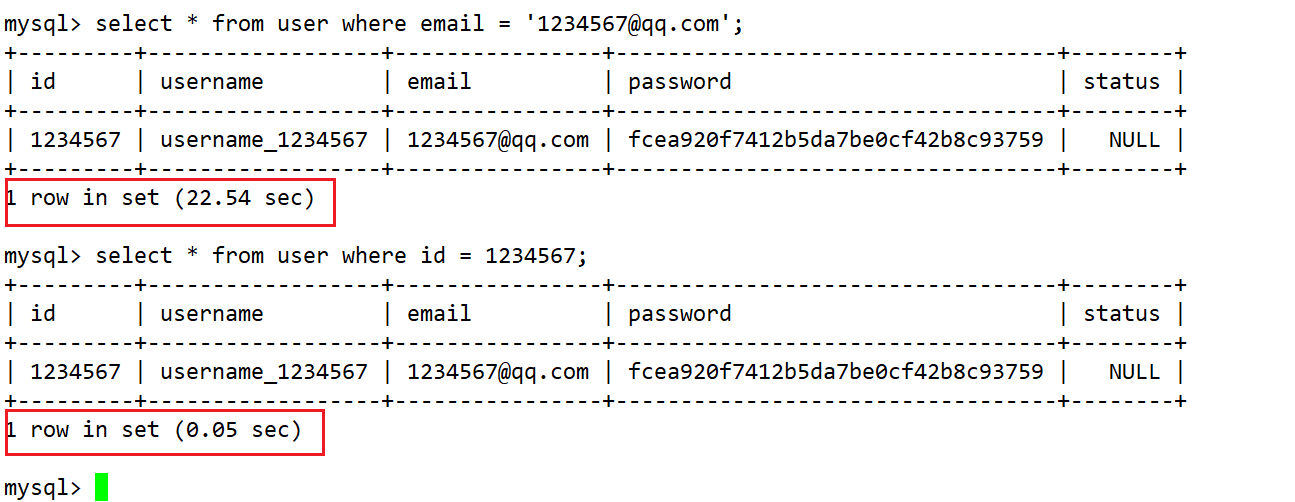 mysql> select * from user where email = '1234567@qq.com';
+---------+------------------+----------------+----------------------------------+--------+
| id      | username         | email          | password                         | status |
+---------+------------------+----------------+----------------------------------+--------+
| 1234567 | username_1234567 | 1234567@qq.com | fcea920f7412b5da7be0cf42b8c93759 |   NULL |
+---------+------------------+----------------+----------------------------------+--------+
1 row in set (22.54 sec)
mysql> select * from user where id = 1234567;
+---------+------------------+----------------+----------------------------------+--------+
| id      | username         | email          | password                         | status |
+---------+------------------+----------------+----------------------------------+--------+
| 1234567 | username_1234567 | 1234567@qq.com | fcea920f7412b5da7be0cf42b8c93759 |   NULL |
+---------+------------------+----------------+----------------------------------+--------+
1 row in set (0.05 sec)
mysql>